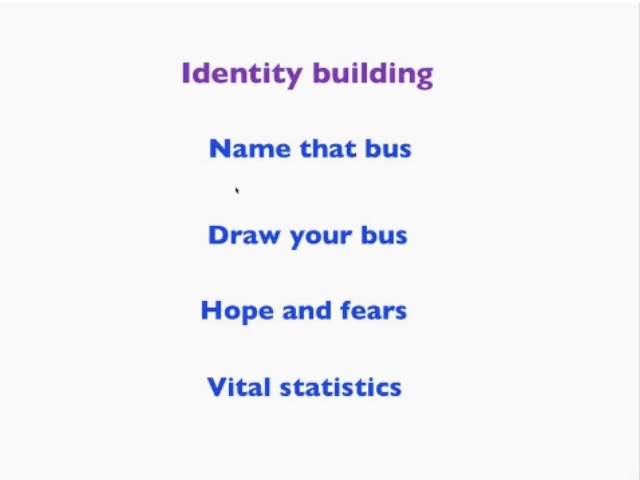 Identity building
Name that bus
Draw your bus
Hope and fears
Vital statistics